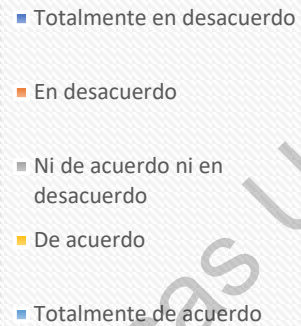 Totalmente en desacuerdo
En desacuerdo
Ni de acuerdo ni en
desacuerdo
De acuerdo
Totalmente de acuerdo